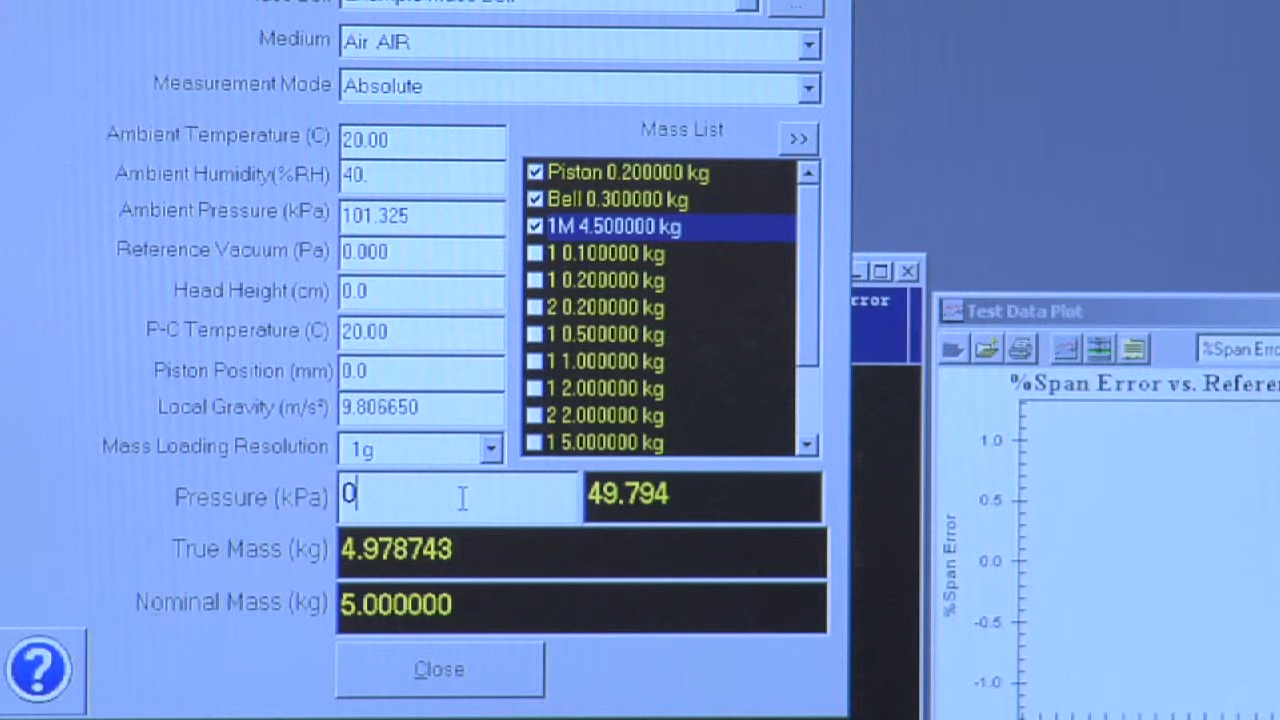 Medium Air AIR
Measurement Mode Absolute
Mass List >>
Ambient Temperature (C) 20.00
Ambient Humidity(%RH) 40.
Ambient Pressure (kPa) 101.325
Reference Vacuum (Pa) 0.000
Head Height (cm) 0.0
P-C Temperature (C) 20.00
Piston Position (mm) 0.0
Local Gravity (m/s²) 9.806650
Mass Loading Resolution 1g
Piston 0.200000 kg
Bell 0.300000 kg
1M 4.500000 kg
1 0.100000 kg
1 0.200000 kg
2 0.200000 kg
1 0.500000 kg
1 1.000000 kg
1 2.000000 kg
2 2.000000 kg
1 5.000000 kg
Pressure (kPa) 0 49.794
True Mass (kg) 4.978743
Nominal Mass (kg) 5.000000
Close
?
rror
Test Data Plot
%Span Erro
%Span Error vs. Referen
%Span Error
1.0
0.5
0.0
-0.5
-1.0